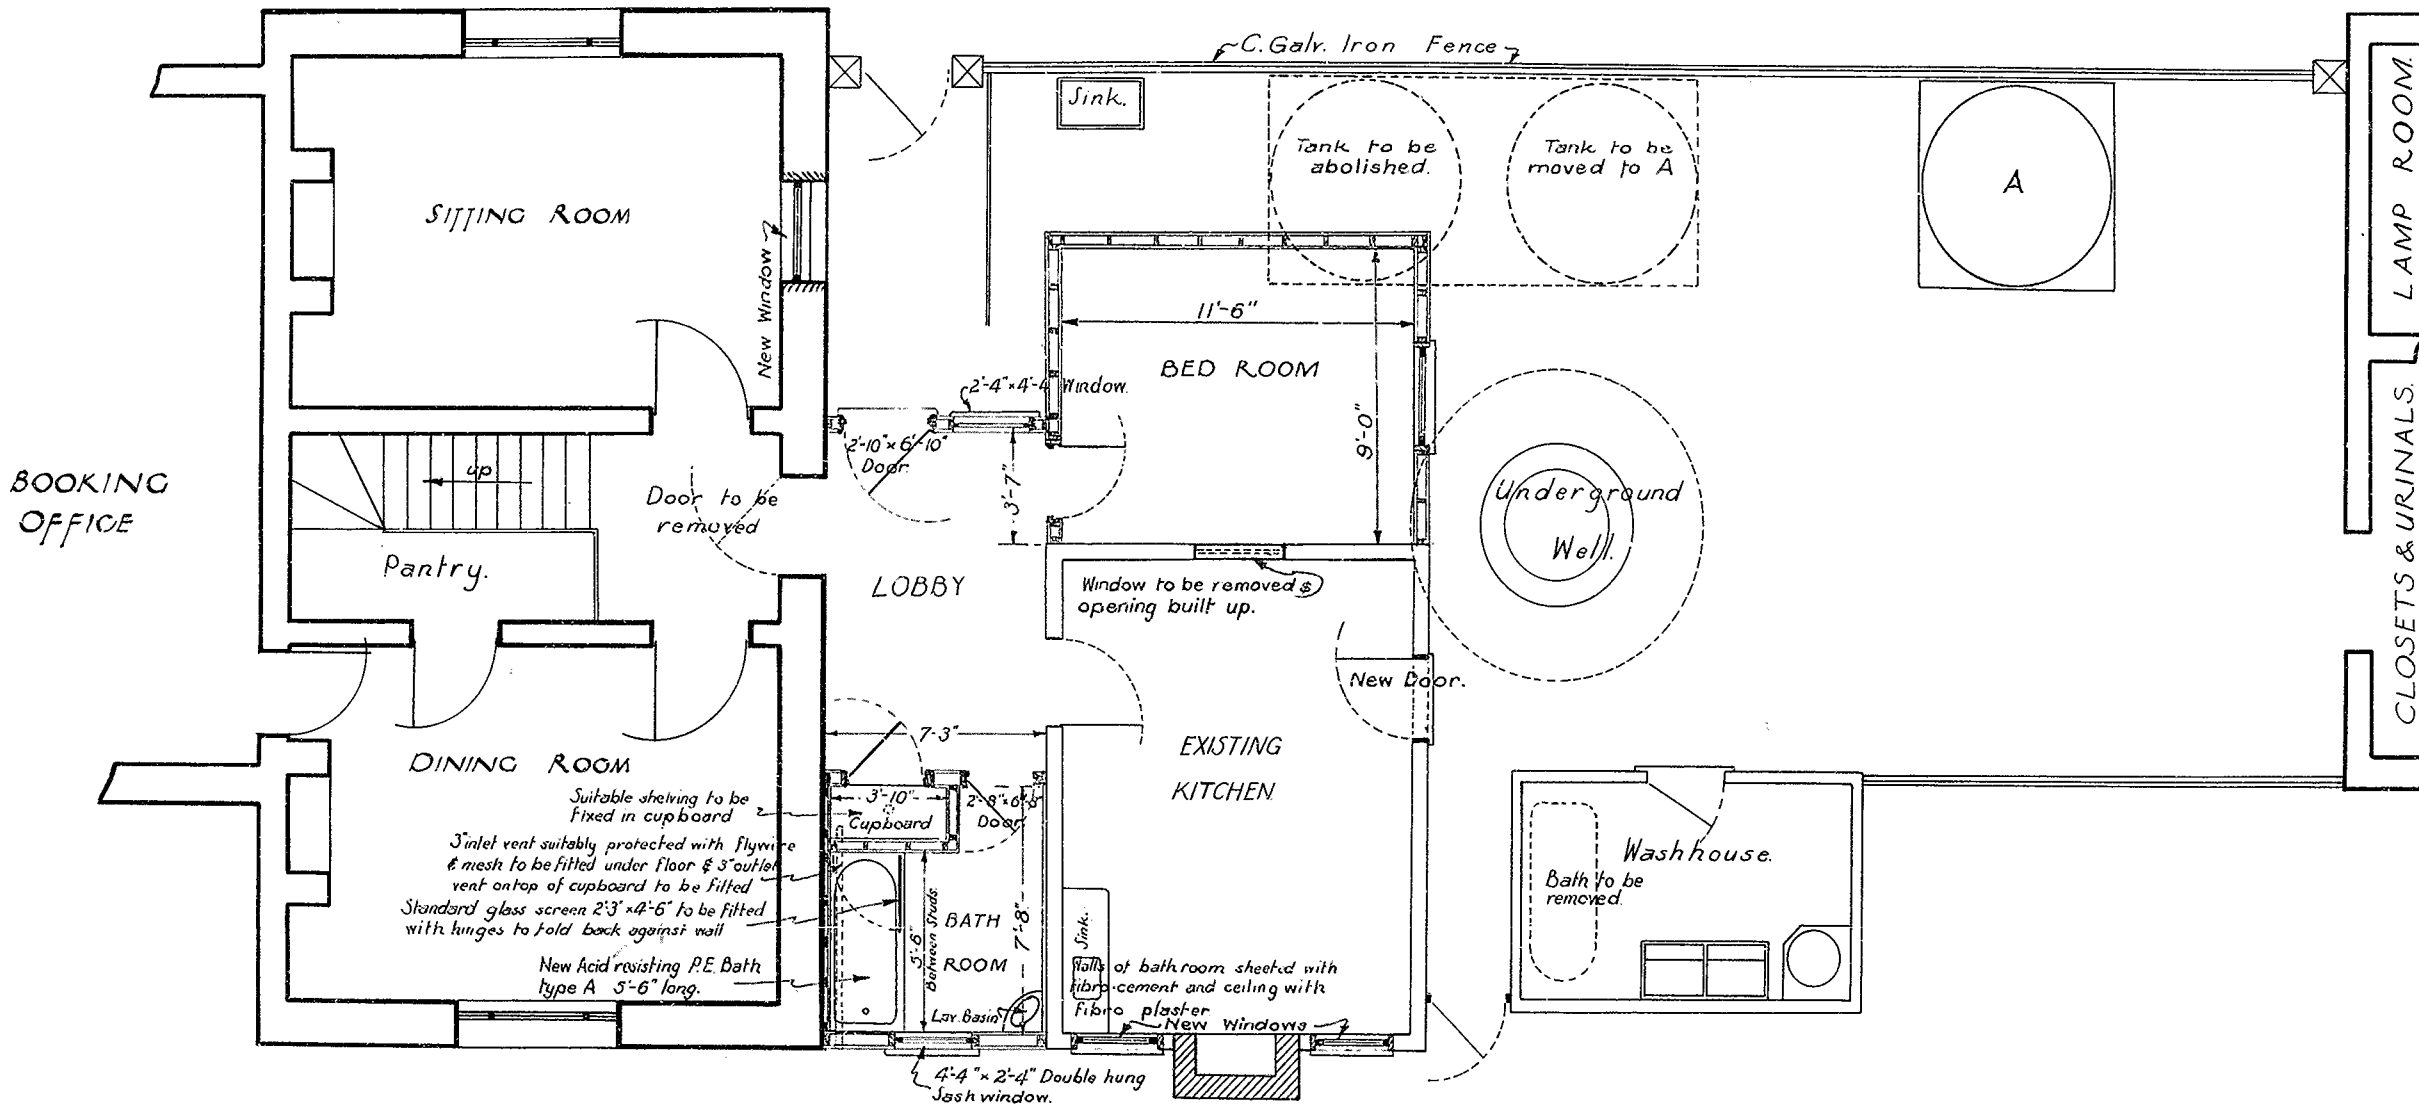 C. Galv. Iron Fence
Sink.
Tank to be
abolished.
Tank to be
moved to A
A
LAMP ROOM.
SITTING ROOM
New Window
11'-6"
BED ROOM
9'-0"
2'-4" × 4'-4 Window.
2'-10" × 6'-10"
Door.
3'-7"
BOOKING
OFFICE
up
Door to be
removed
Pantry.
LOBBY
Underground
Well.
Window to be removed &
opening built up.
CLOSETS & URINALS.
New Door.
7'-3"
EXISTING
KITCHEN
DINING ROOM
Suitable shelving to be
fixed in cupboard
3'-10"
Cupboard
2'-8" × 6'-8"
Door
3" inlet vent suitably protected with flywire
& mesh to be fitted under floor & 3" outlet
vent on top of cupboard to be fitted
Standard glass screen 2'-3" × 4'-6" to be fitted
with hinges to fold back against wall
New Acid resisting P.E. Bath
type A 5'-6" long.
5'-6"
Between Studs.
BATH
ROOM
7'-8"
Lav. Basin
Sink.
Walls of bathroom sheeted with
fibro-cement and ceiling with
fibro plaster
New Windows
4'-4" × 2'-4" Double hung
Sash window.
Washhouse.
Bath to be
removed.